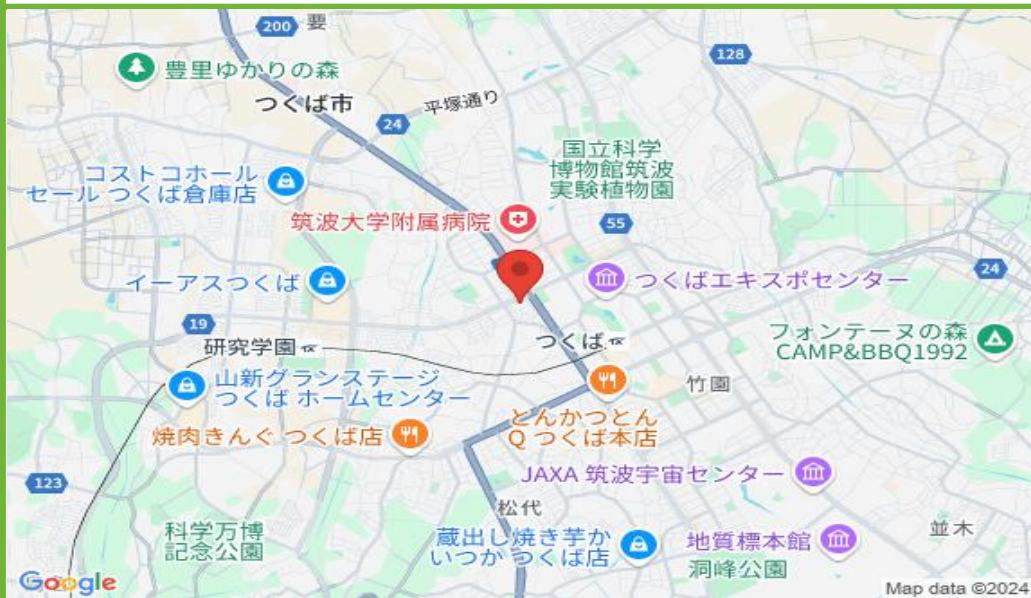 200
要
128
豊里ゆかりの森
つくば市
平塚通り
24
国立科学
博物館筑波
実験植物園
コストコホール
セール つくば倉庫店
筑波大学附属病院
55
イーアスつくば
つくばエキスポセンター
24
19
研究学園
つくば
フォンテーヌの森
CAMP&BBQ1992
山新グランステージ
つくば ホームセンター
竹園
とんかつとん
Q つくば本店
焼肉きんぐ つくば店
JAXA 筑波宇宙センター
123
松代
科学万博
記念公園
蔵出し焼き芋か
いつか つくば店
地質標本館
洞峰公園
並木
Google
Map data ©2024